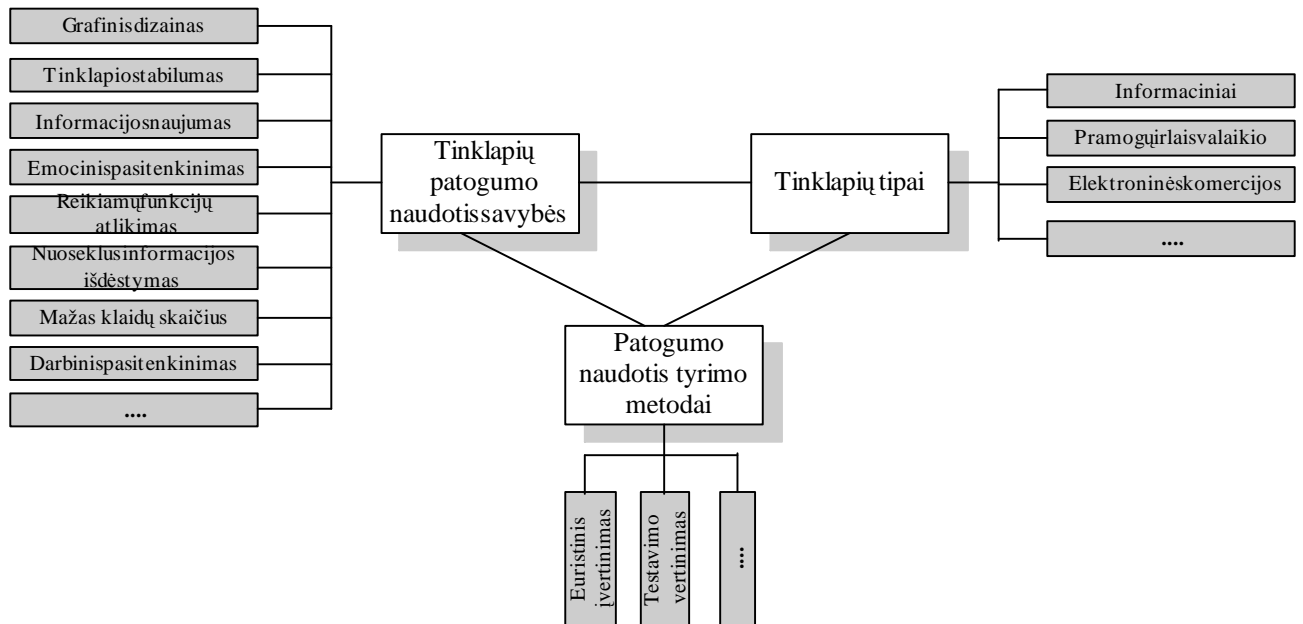 Grafinisdizainas
Tinklapiostabilumas
Informacijosnaujumas
Emocinispasitenkinimas
Reikiamųfunkcijų
atlikimas
Nuoseklusinformacijos
išdėstymas
Mažas klaidų skaičius
Darbinispasitenkinimas
....
Tinklapių
patogumo
naudotissavybės
Tinklapių tipai
Informaciniai
Pramogųirlaisvalaikio
Elektroninėskomercijos
....
Patogumo
naudotis tyrimo
metodai
Euristinis
įvertinimas
Testavimo
vertinimas
....